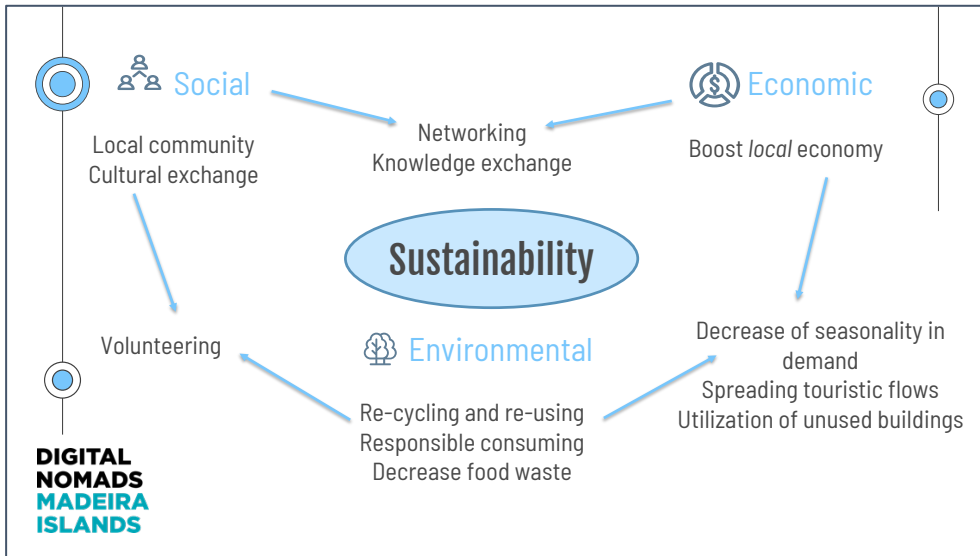 Social
Economic
Local community
Cultural exchange
Networking
Knowledge exchange
Boost local economy
Sustainability
Volunteering
Environmental
Decrease of seasonality in
demand
Spreading touristic flows
Utilization of unused buildings
Re-cycling and re-using
Responsible consuming
Decrease food waste
DIGITAL
NOMADS
MADEIRA
ISLANDS